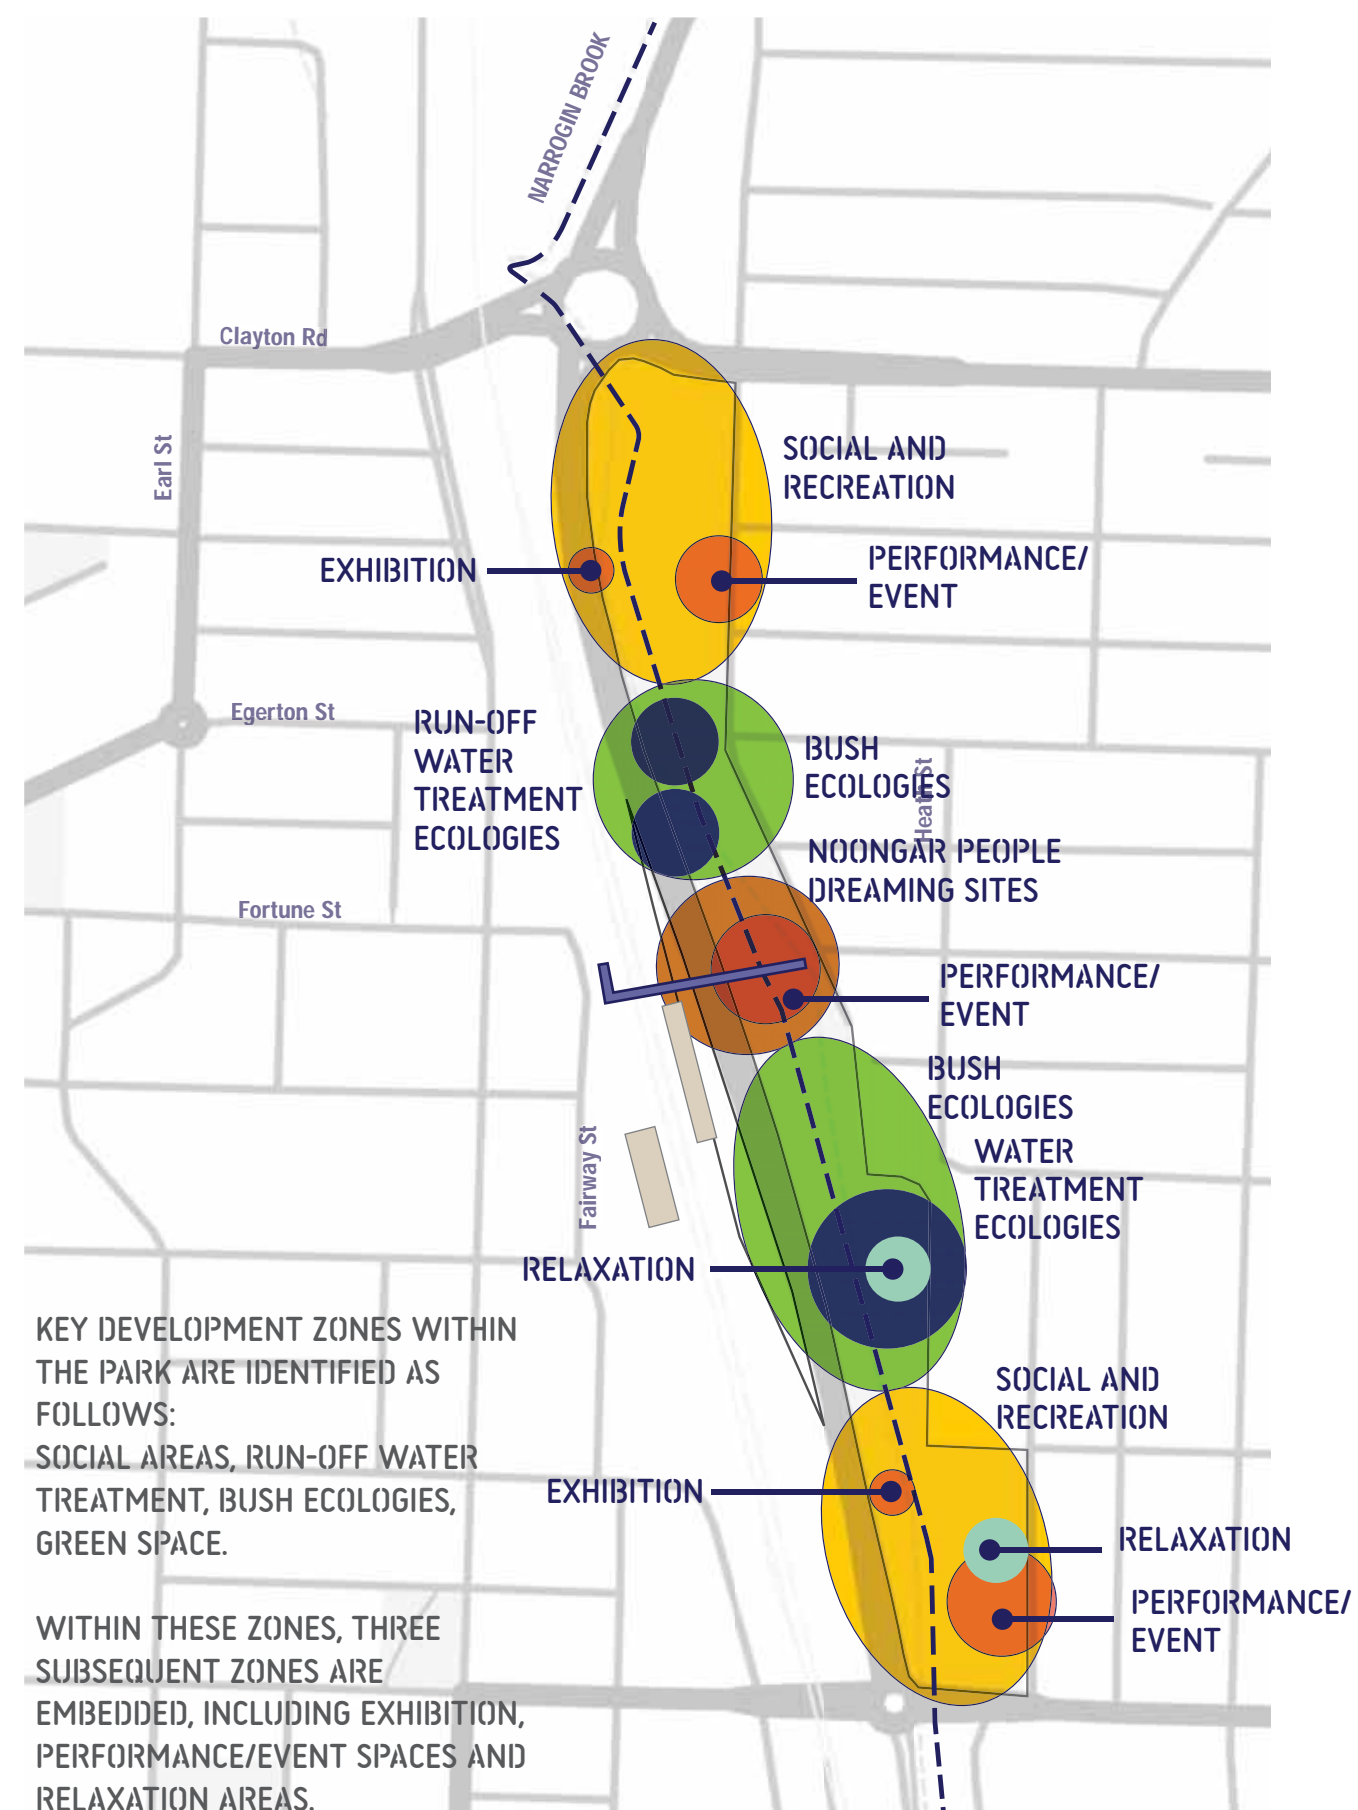 NARROGIN BROOK
Clayton Rd
Earl St
SOCIAL AND
RECREATION
EXHIBITION
PERFORMANCE/
EVENT
Egerton St
RUN-OFF
WATER
TREATMENT
ECOLOGIES
BUSH
ECOLOGIES
Heath St
NOONGAR PEOPLE
DREAMING SITES
Fortune St
PERFORMANCE/
EVENT
BUSH
ECOLOGIES
Fairway St
WATER
TREATMENT
ECOLOGIES
RELAXATION
KEY DEVELOPMENT ZONES WITHIN
THE PARK ARE IDENTIFIED AS
FOLLOWS:
SOCIAL AREAS, RUN-OFF WATER
TREATMENT, BUSH ECOLOGIES,
GREEN SPACE.
SOCIAL AND
RECREATION
EXHIBITION
RELAXATION
PERFORMANCE/
EVENT
WITHIN THESE ZONES, THREE
SUBSEQUENT ZONES ARE
EMBEDDED, INCLUDING EXHIBITION,
PERFORMANCE/EVENT SPACES AND
RELAXATION AREAS.